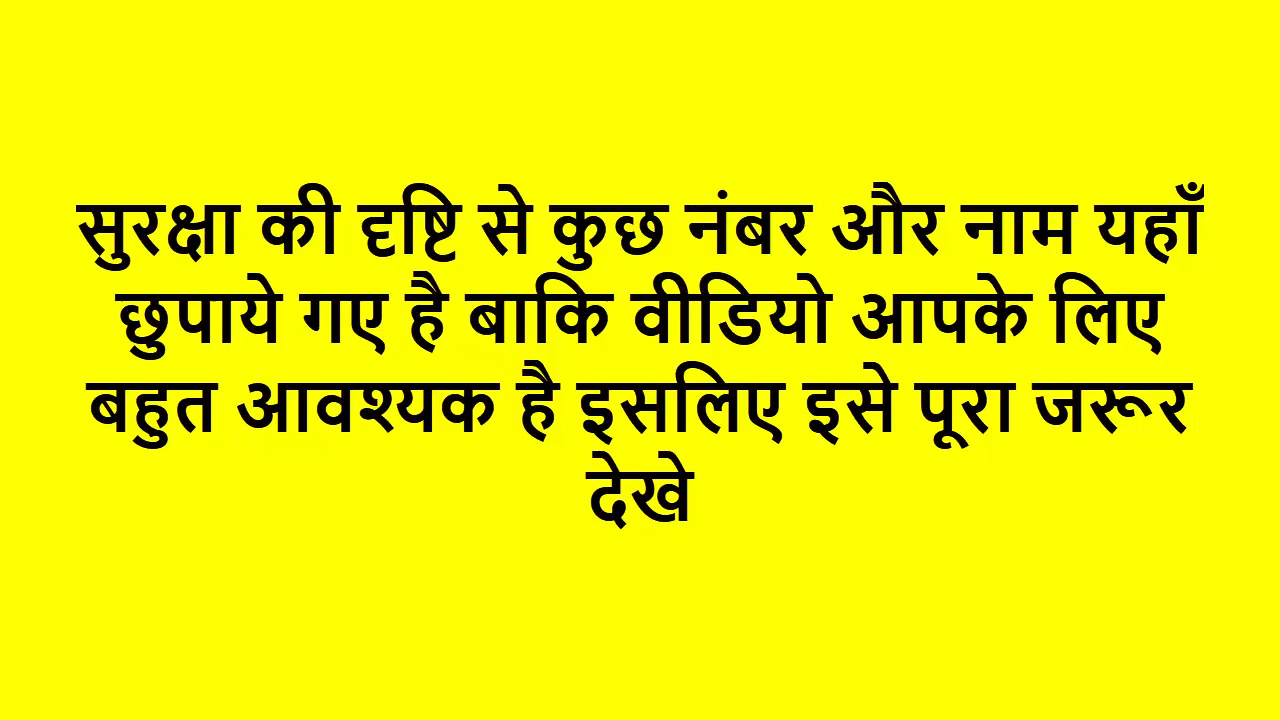 सुरक्षा की दृष्टि से कुछ नंबर और नाम यहाँ
छुपाये गए है बाकि वीडियो आपके लिए
बहुत आवश्यक है इसलिए इसे पूरा जरूर
देखे